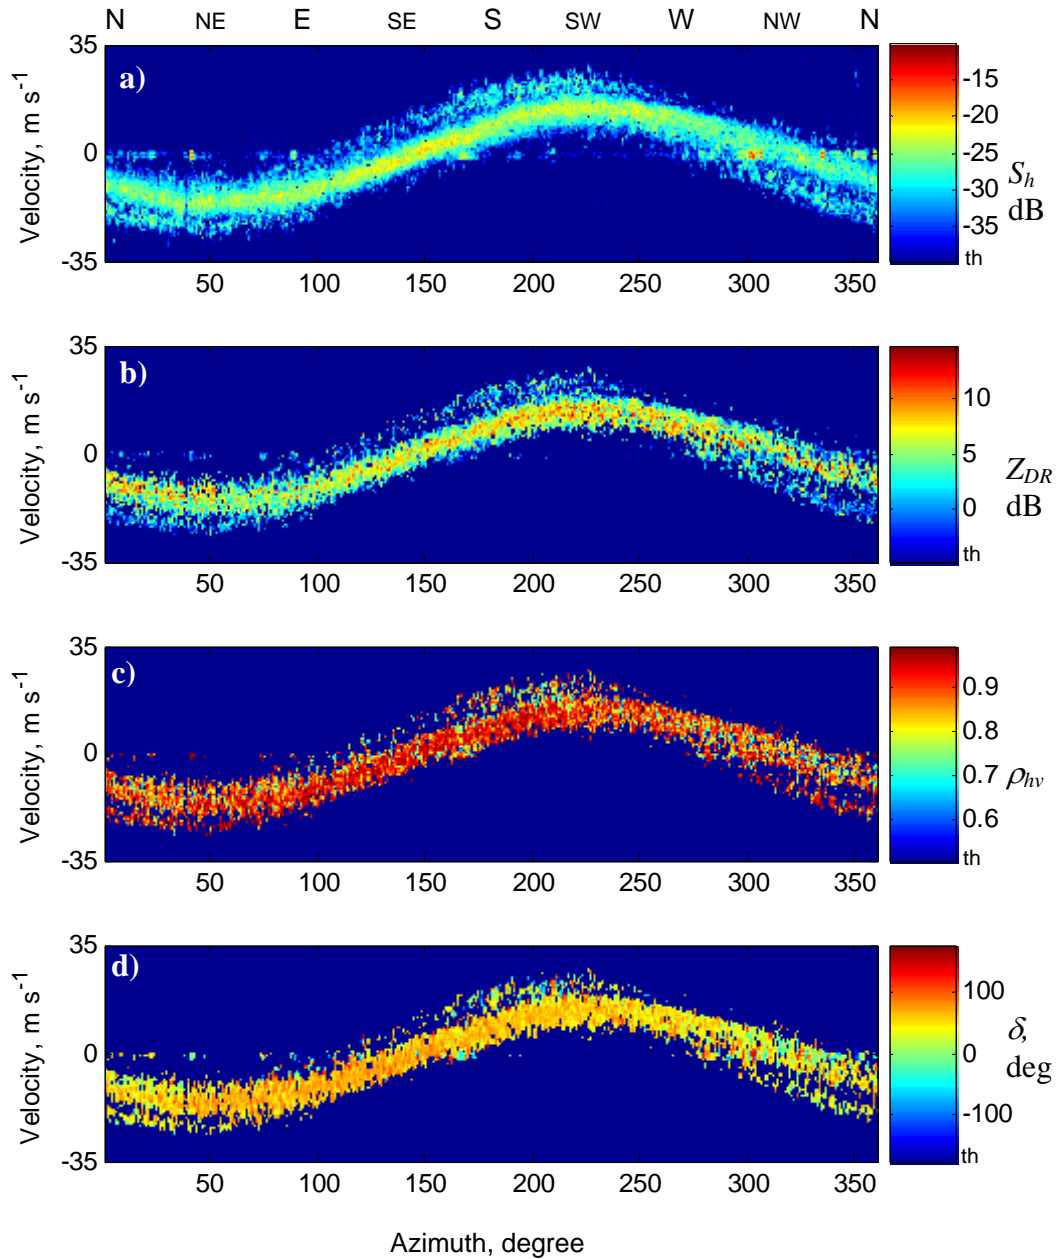 N NE E SE S SW W NW N
35
a)
-15
Velocity, m s-1
0
-20
-25
Sh
-30
dB
-35
-35
th
50 100 150 200 250 300 350
35
b)
10
Velocity, m s-1
0
5
ZDR
0
dB
-35
th
50 100 150 200 250 300 350
35
c)
0.9
Velocity, m s-1
0
0.8
0.7
ρhv
0.6
-35
th
50 100 150 200 250 300 350
35
d)
100
Velocity, m s-1
0
0
δ,
deg
-100
-35
th
50 100 150 200 250 300 350
Azimuth, degree